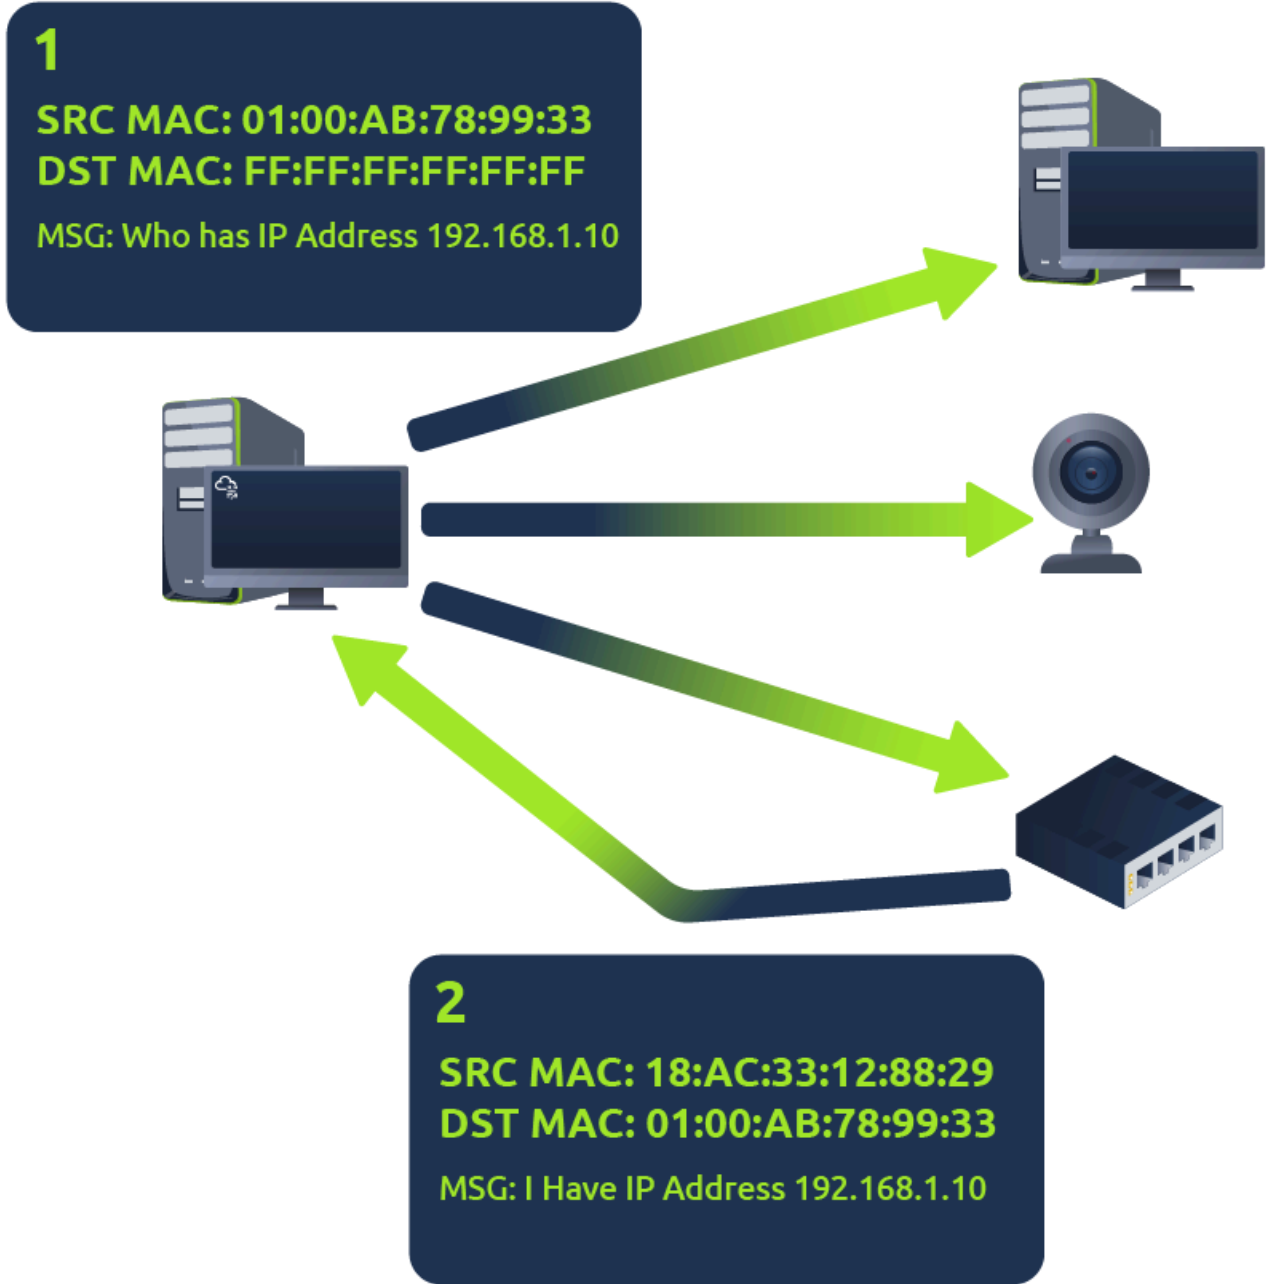 1
SRC MAC: 01:00:AB:78:99:33
DST MAC: FF:FF:FF:FF:FF:FF
MSG: Who has IP Address 192.168.1.10
2
SRC MAC: 18:AC:33:12:88:29
DST MAC: 01:00:AB:78:99:33
MSG: I Have IP Address 192.168.1.10